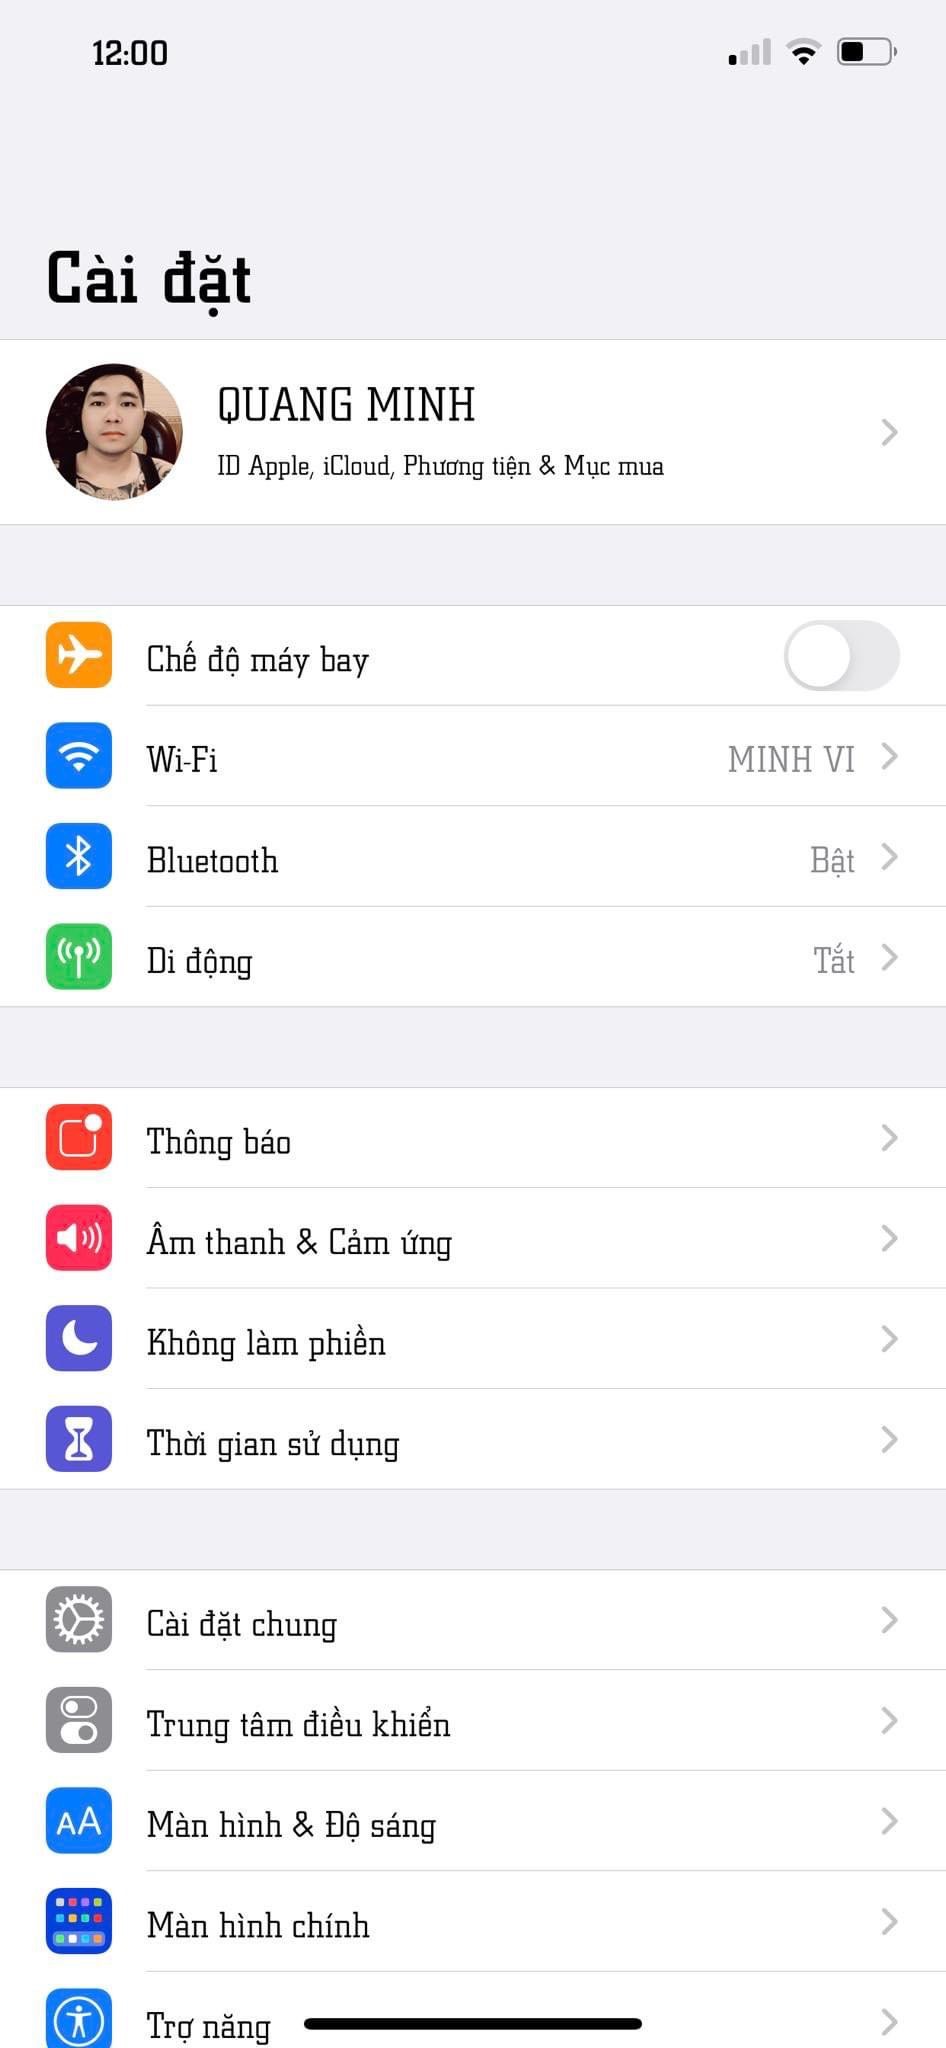 12:00
Cài đặt
QUANG MINH
ID Apple, iCloud, Phương tiện & Mục mua
Chế độ máy bay
Wi-Fi MINH VI
Bluetooth Bật
Di động Tắt
Thông báo
Âm thanh & Cảm ứng
Không làm phiền
Thời gian sử dụng
Cài đặt chung
Trung tâm điều khiển
AA Màn hình & Độ sáng
Màn hình chính
Trợ năng